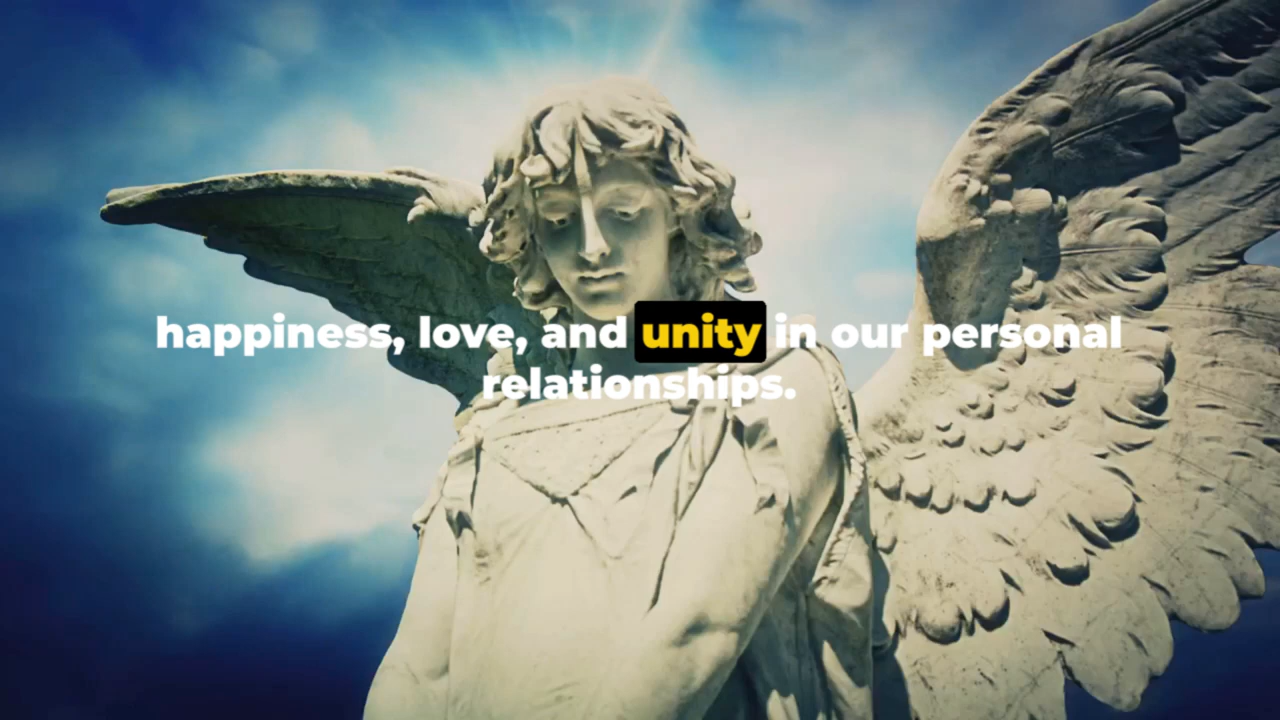 happiness, love, and unity in our personal
relationships.